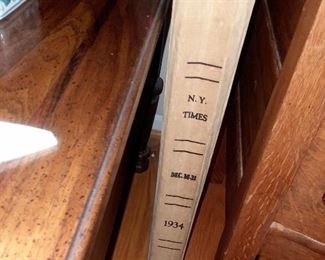 N. Y.
TIMES
DEC. 16-31
1934